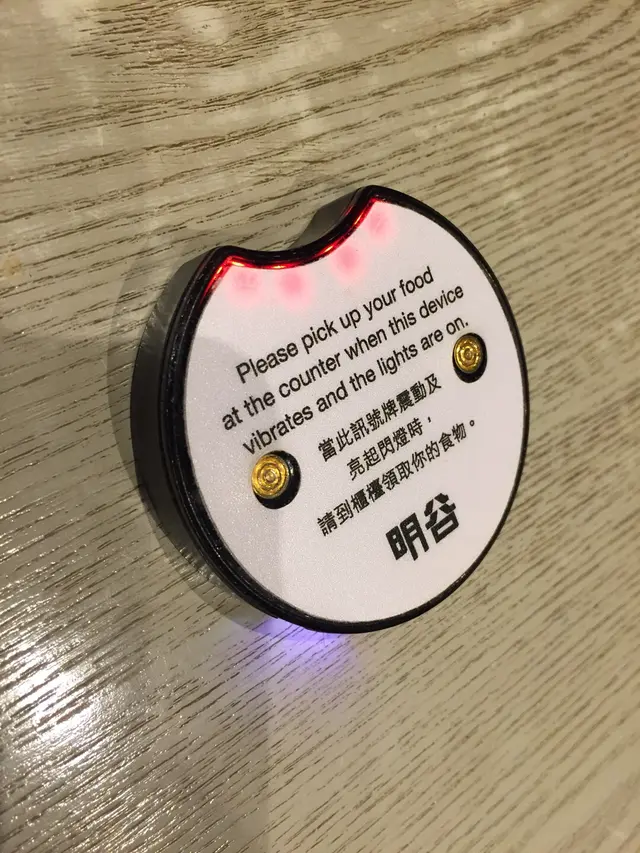 Please pick up your food
at the counter when this device
vibrates and the lights are on.
當此訊號牌震動及
亮起閃燈時，
請到櫃檯領取你的食物。
明谷